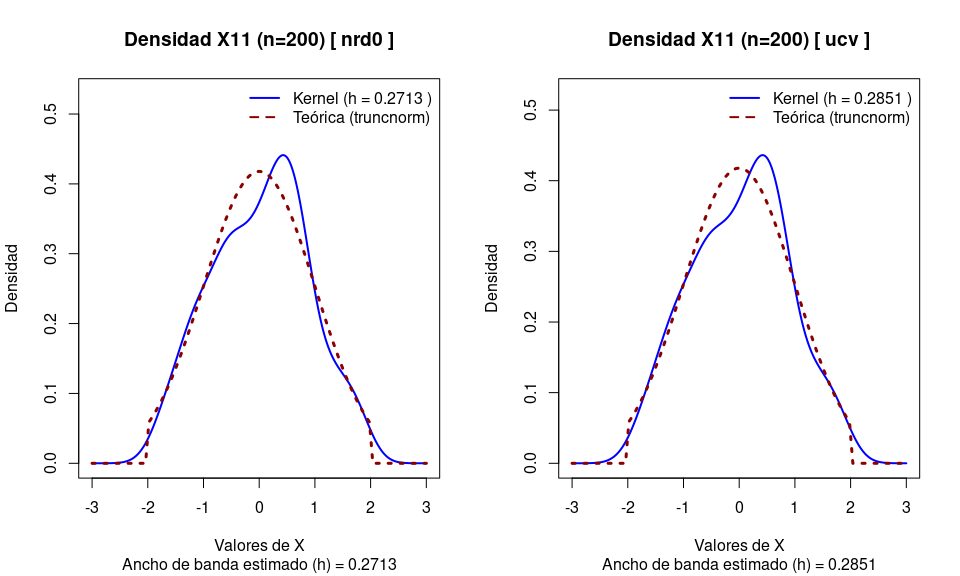 Densidad X11 (n=200) [ nrd0 ]
Kernel (h = 0.2713 )
Teórica (truncnorm)
Densidad
0.5
0.4
0.3
0.2
0.1
0.0
-3 -2 -1 0 1 2 3
Valores de X
Ancho de banda estimado (h) = 0.2713
Densidad X11 (n=200) [ ucv ]
Kernel (h = 0.2851 )
Teórica (truncnorm)
Densidad
0.5
0.4
0.3
0.2
0.1
0.0
-3 -2 -1 0 1 2 3
Valores de X
Ancho de banda estimado (h) = 0.2851